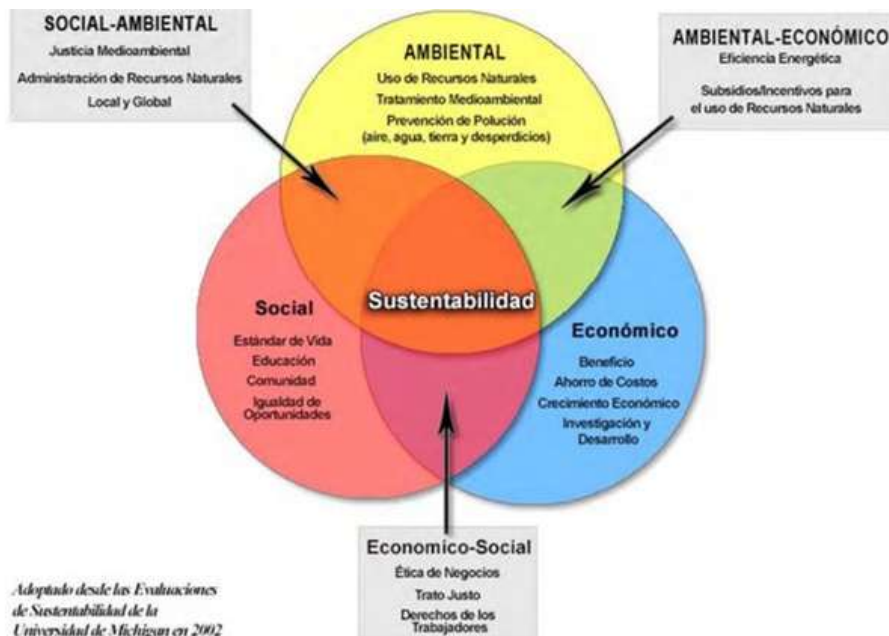 SOCIAL-AMBIENTAL
Justicia Medioambiental
Administración de Recursos Naturales
Local y Global
AMBIENTAL
Uso de Recursos Naturales
Tratamiento Medioambiental
Prevención de Polución
(aire, agua, tierra y desperdicios)
AMBIENTAL-ECONÓMICO
Eficiencia Energética
Subsidios/Incentivos para
el uso de Recursos Naturales
Sustentabilidad
Social
Estándar de Vida
Educación
Comunidad
Igualdad de
Oportunidades
Económico
Beneficio
Ahorro de Costos
Crecimiento Económico
Investigación y
Desarrollo
Economico-Social
Ética de Negocios
Trato Justo
Derechos de los
Trabajadores
Adoptado desde las Evaluaciones
de Sustentabilidad de la
Universidad de Michigan en 2002